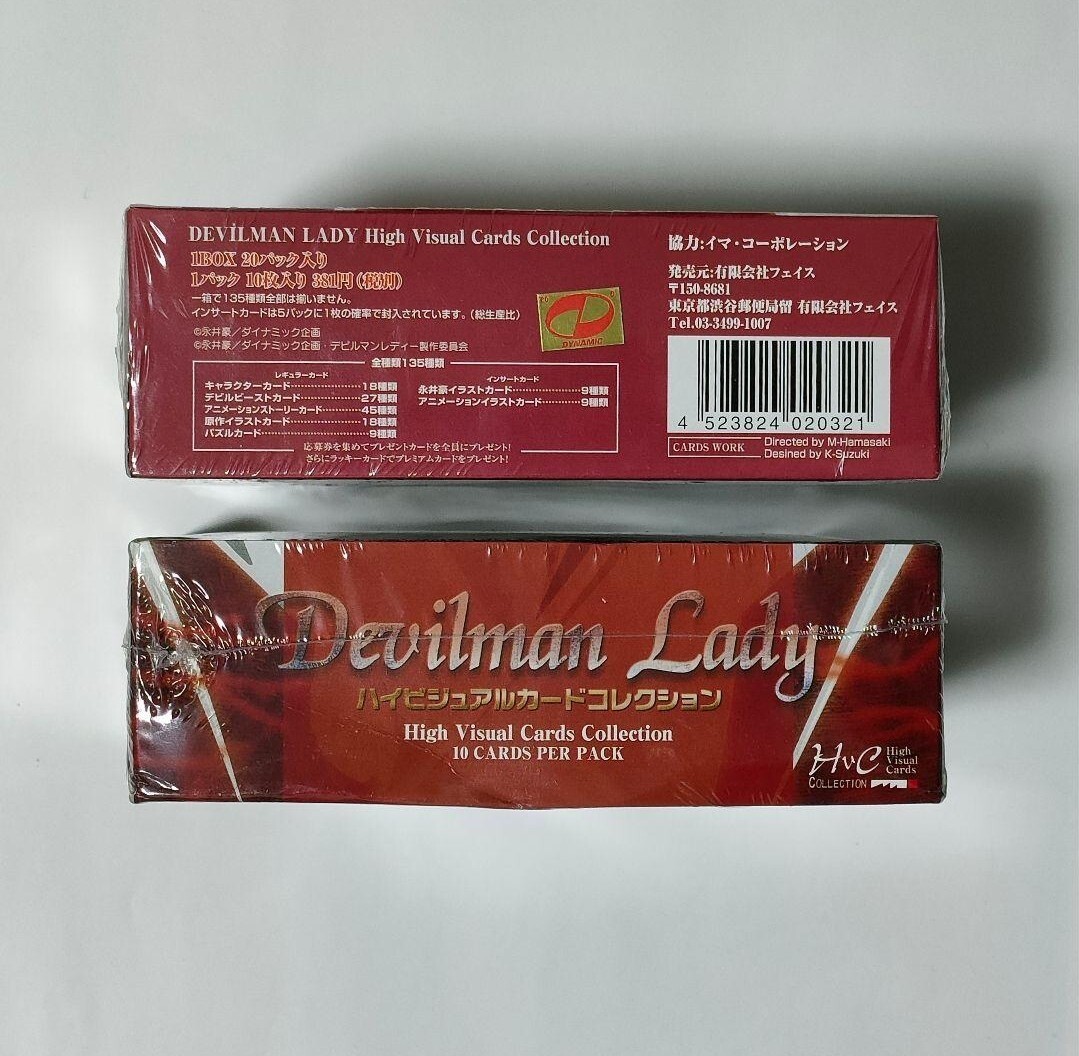 DEVİLMAN LADY High Visual Cards Collection
1BOX 20パック入り
1パック 10枚入り 381円(税別)
一箱で135種類全部は揃いません。
インサートカードは5パックに1枚の確率で封入されています。(総生産比)
©永井豪／ダイナミック企画
©永井豪／ダイナミック企画・デビルマンレディー製作委員会
DYNAMIC
全種類135種類
レギュラーカード
キャラクターカード…………………18種類
デビルビーストカード………………27種類
アニメーションストーリーカード………45種類
原作イラストカード…………………18種類
パズルカード…………………………9種類
インサートカード
永井豪イラストカード………………9種類
アニメーションイラストカード………9種類
応募券を集めてプレゼントカードを全員にプレゼント!
さらにラッキーカードでプレミアムカードをプレゼント!
協力:イマ・コーポレーション
発売元:有限会社フェイス
〒150-8681
東京都渋谷郵便局留 有限会社フェイス
Tel.03-3499-1007
4 523824 020321
CARDS WORK
Directed by M-Hamasaki
Desined by K-Suzuki
Devilman Lady
ハイビジュアルカードコレクション
High Visual Cards Collection
10 CARDS PER PACK
HVC
COLLECTION
High
Visual
Cards